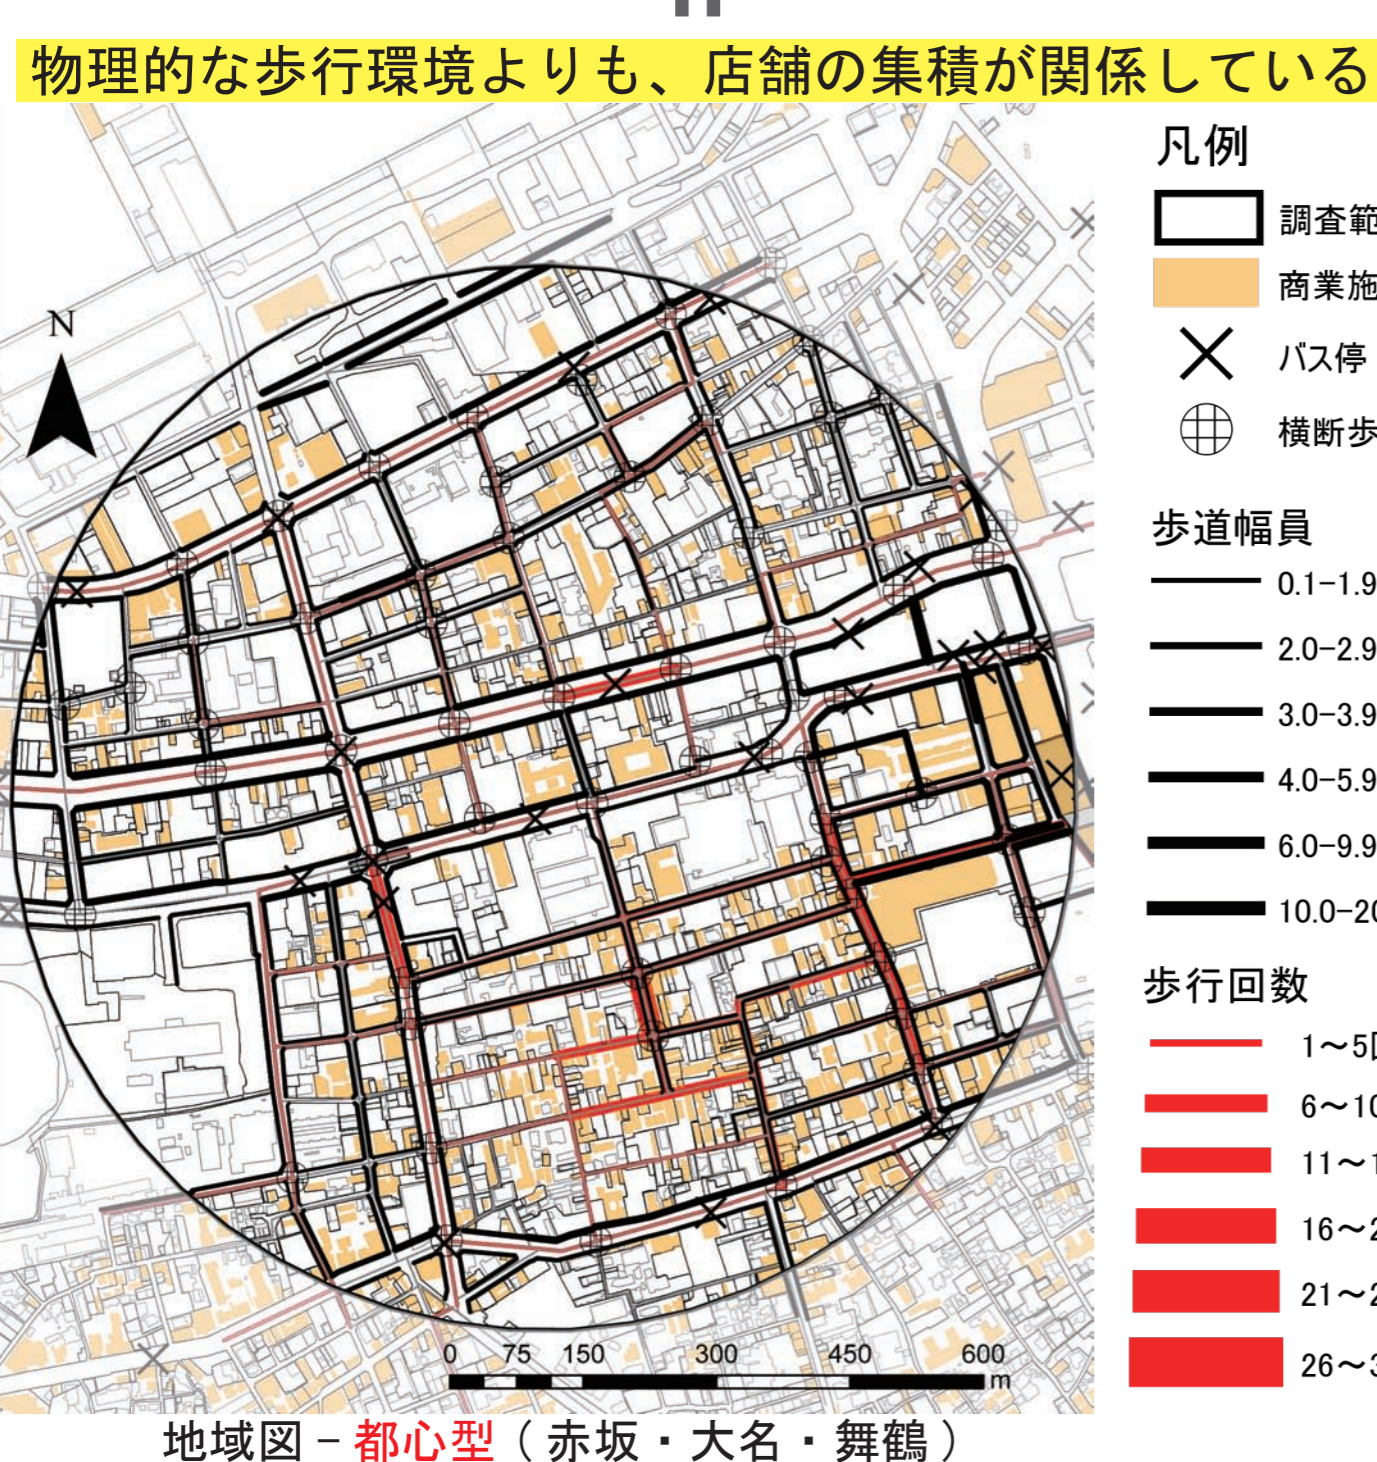 物理的な歩行環境よりも、店舗の集積が関係している
凡例
調査範
商業施
バス停
横断歩
N
歩道幅員
0.1−1.9
2.0−2.9
3.0−3.9
4.0−5.9
6.0−9.9
10.0−20
歩行回数
1～5回
6～10
11～1
16～2
21～2
26～3
0 75 150 300 450 600
m
地域図－都心型（赤坂・大名・舞鶴）